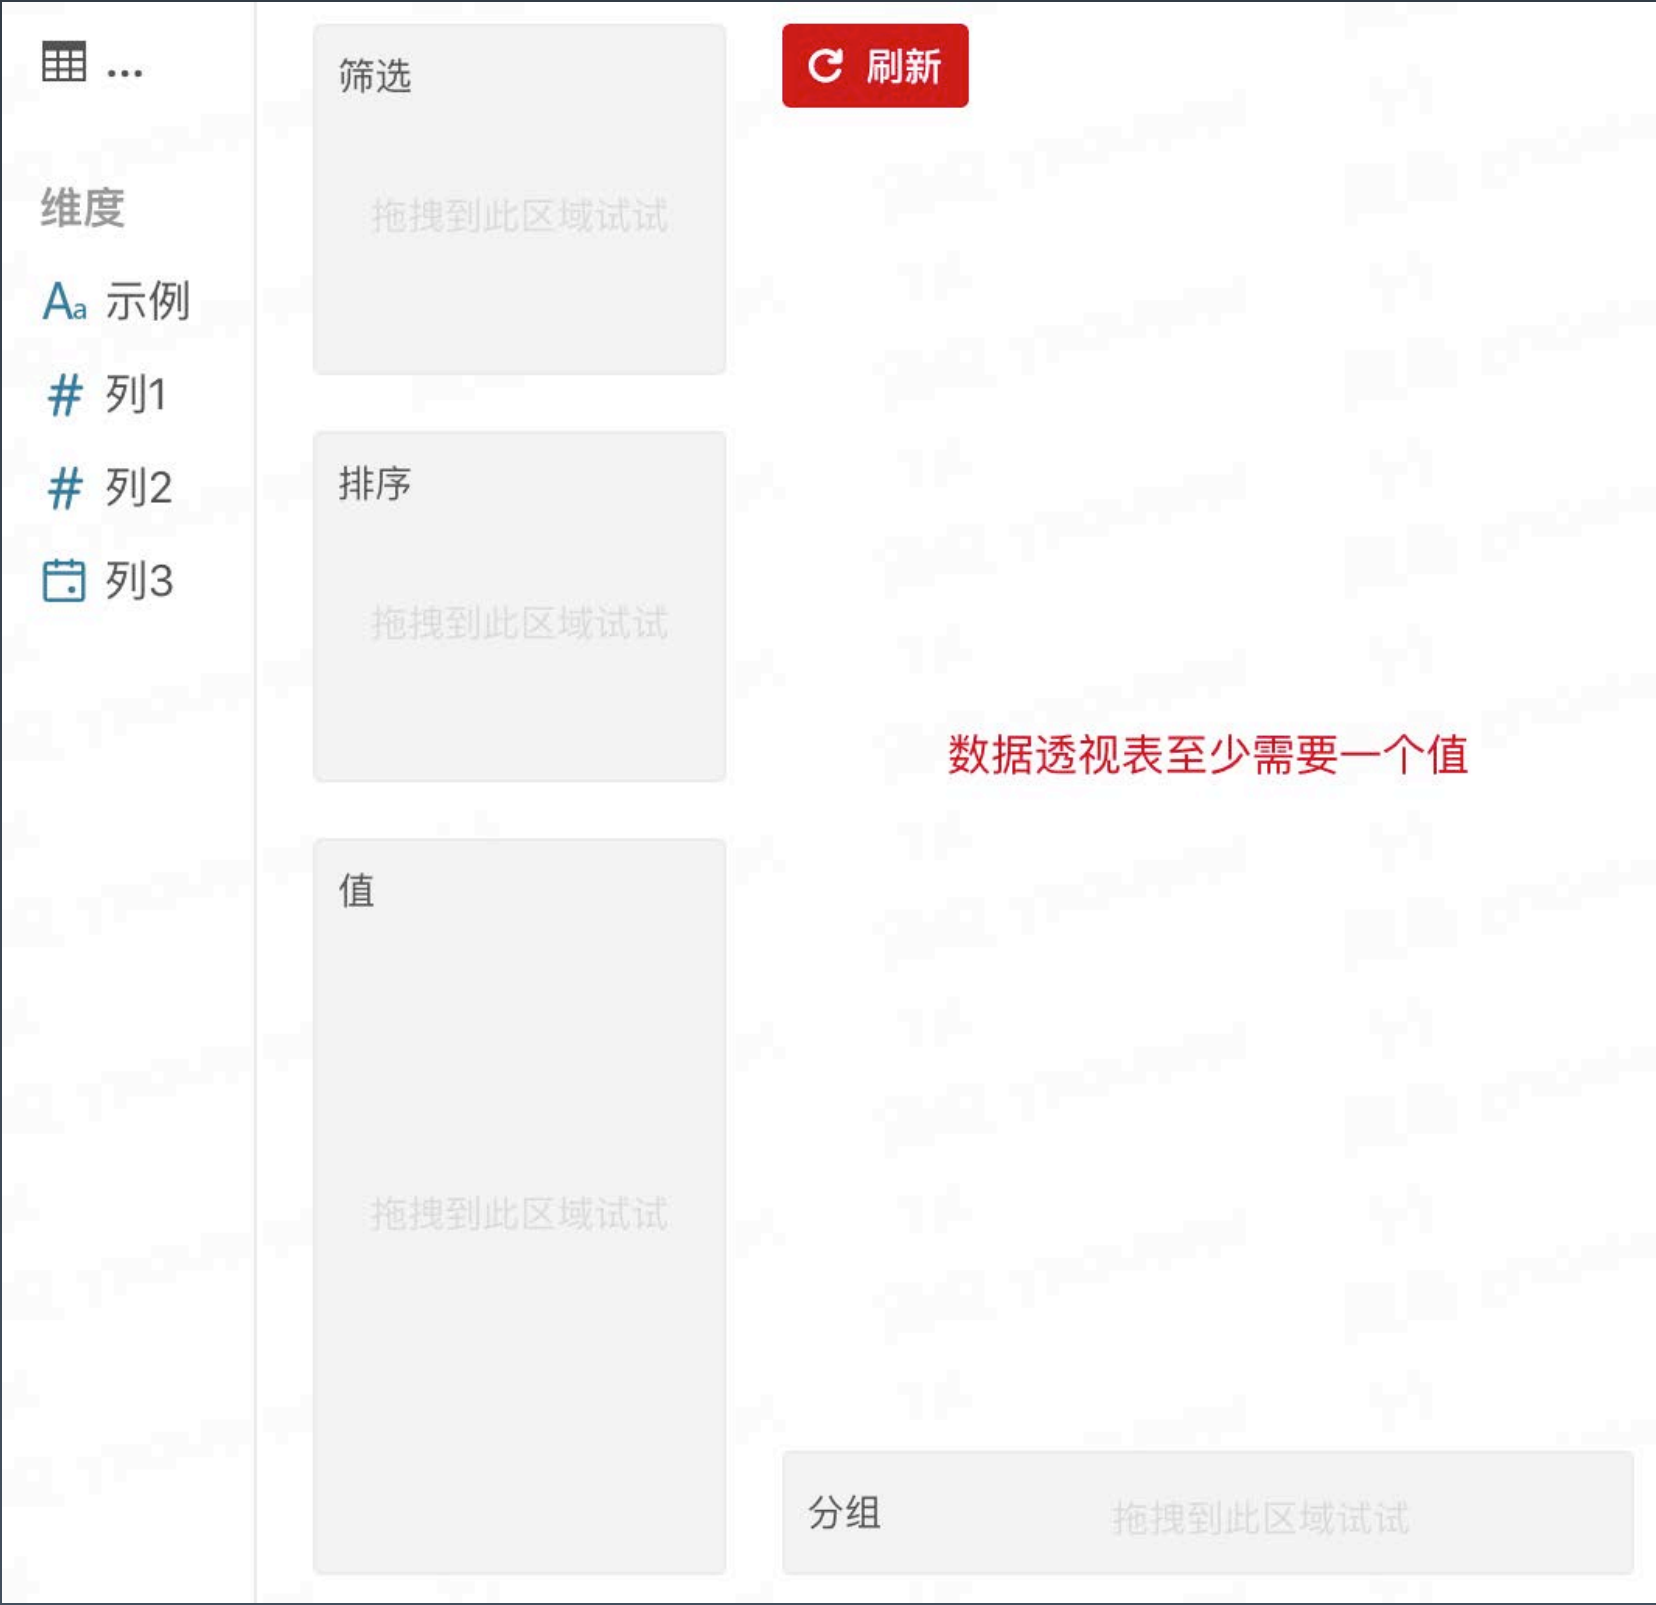 ...
维度
Aa 示例
# 列1
# 列2
列3
筛选
拖拽到此区域试试
排序
拖拽到此区域试试
值
拖拽到此区域试试
刷新
数据透视表至少需要一个值
分组
拖拽到此区域试试